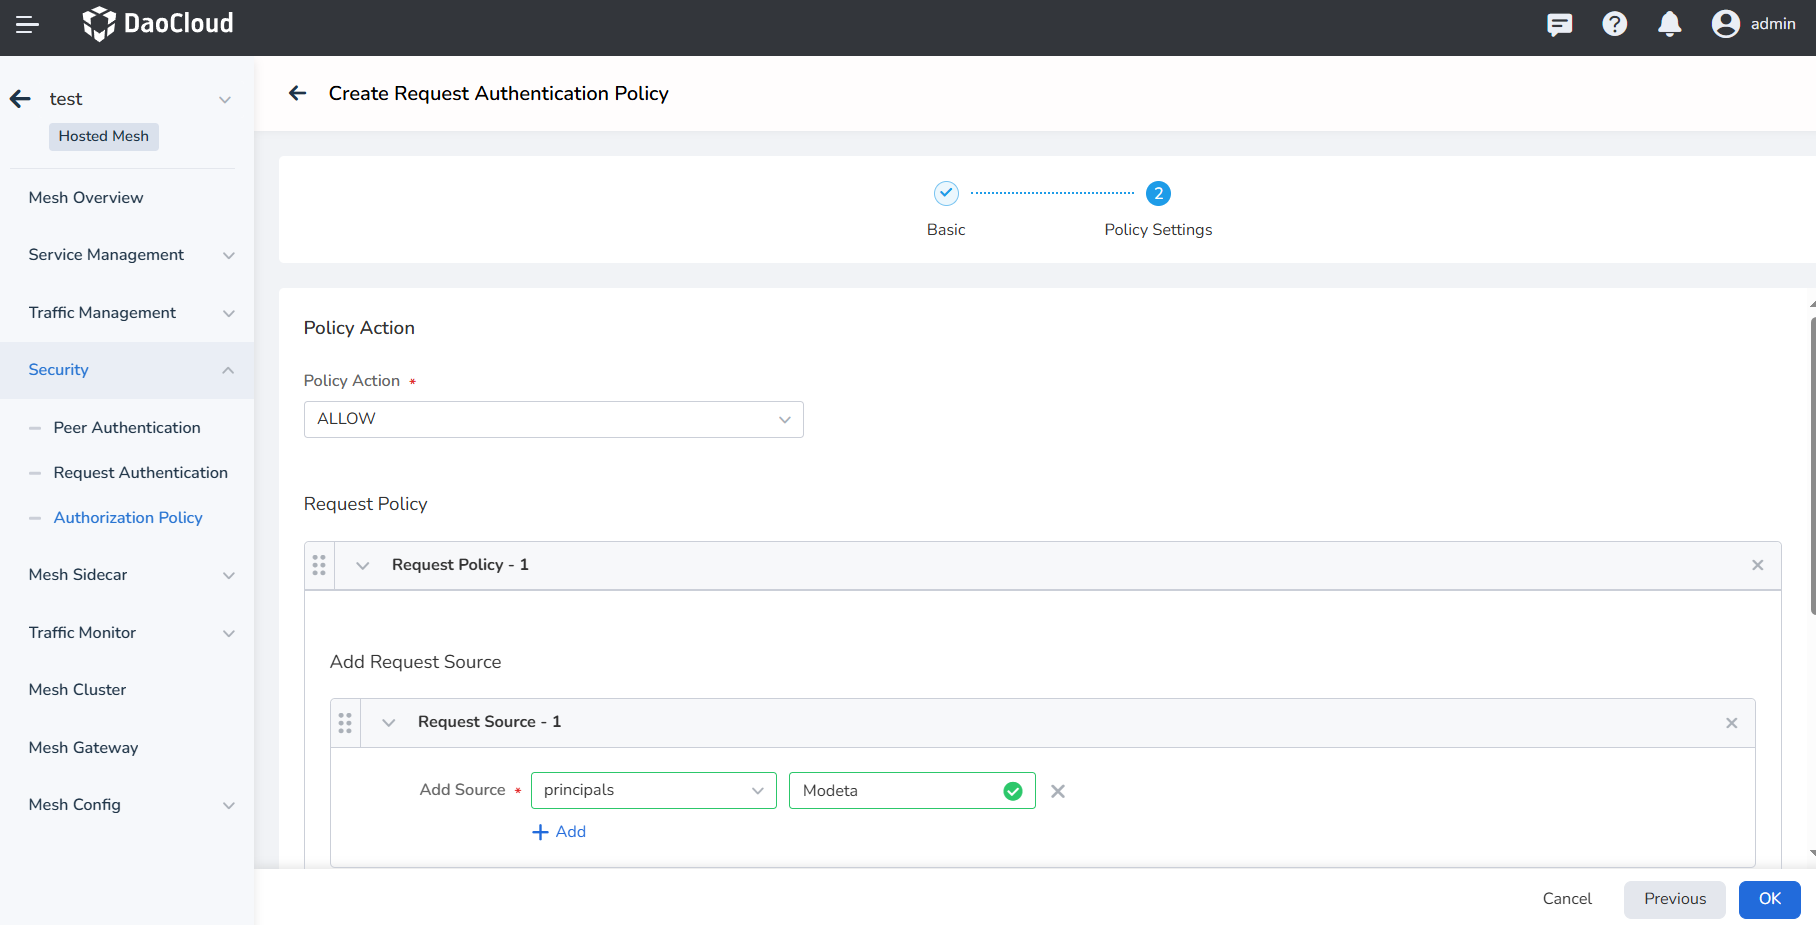 DaoCloud
admin
test
Hosted Mesh
Mesh Overview
Service Management
Traffic Management
Security
Peer Authentication
Request Authentication
Authorization Policy
Mesh Sidecar
Traffic Monitor
Mesh Cluster
Mesh Gateway
Mesh Config
Create Request Authentication Policy
2
Basic
Policy Settings
Policy Action
Policy Action *
ALLOW
Request Policy
Request Policy - 1
Add Request Source
Request Source - 1
Add Source * principals Modeta
+ Add
Cancel Previous OK